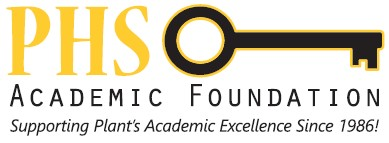 PHS
ACADEMIC FOUNDATION
Supporting Plant's Academic Excellence Since 1986!